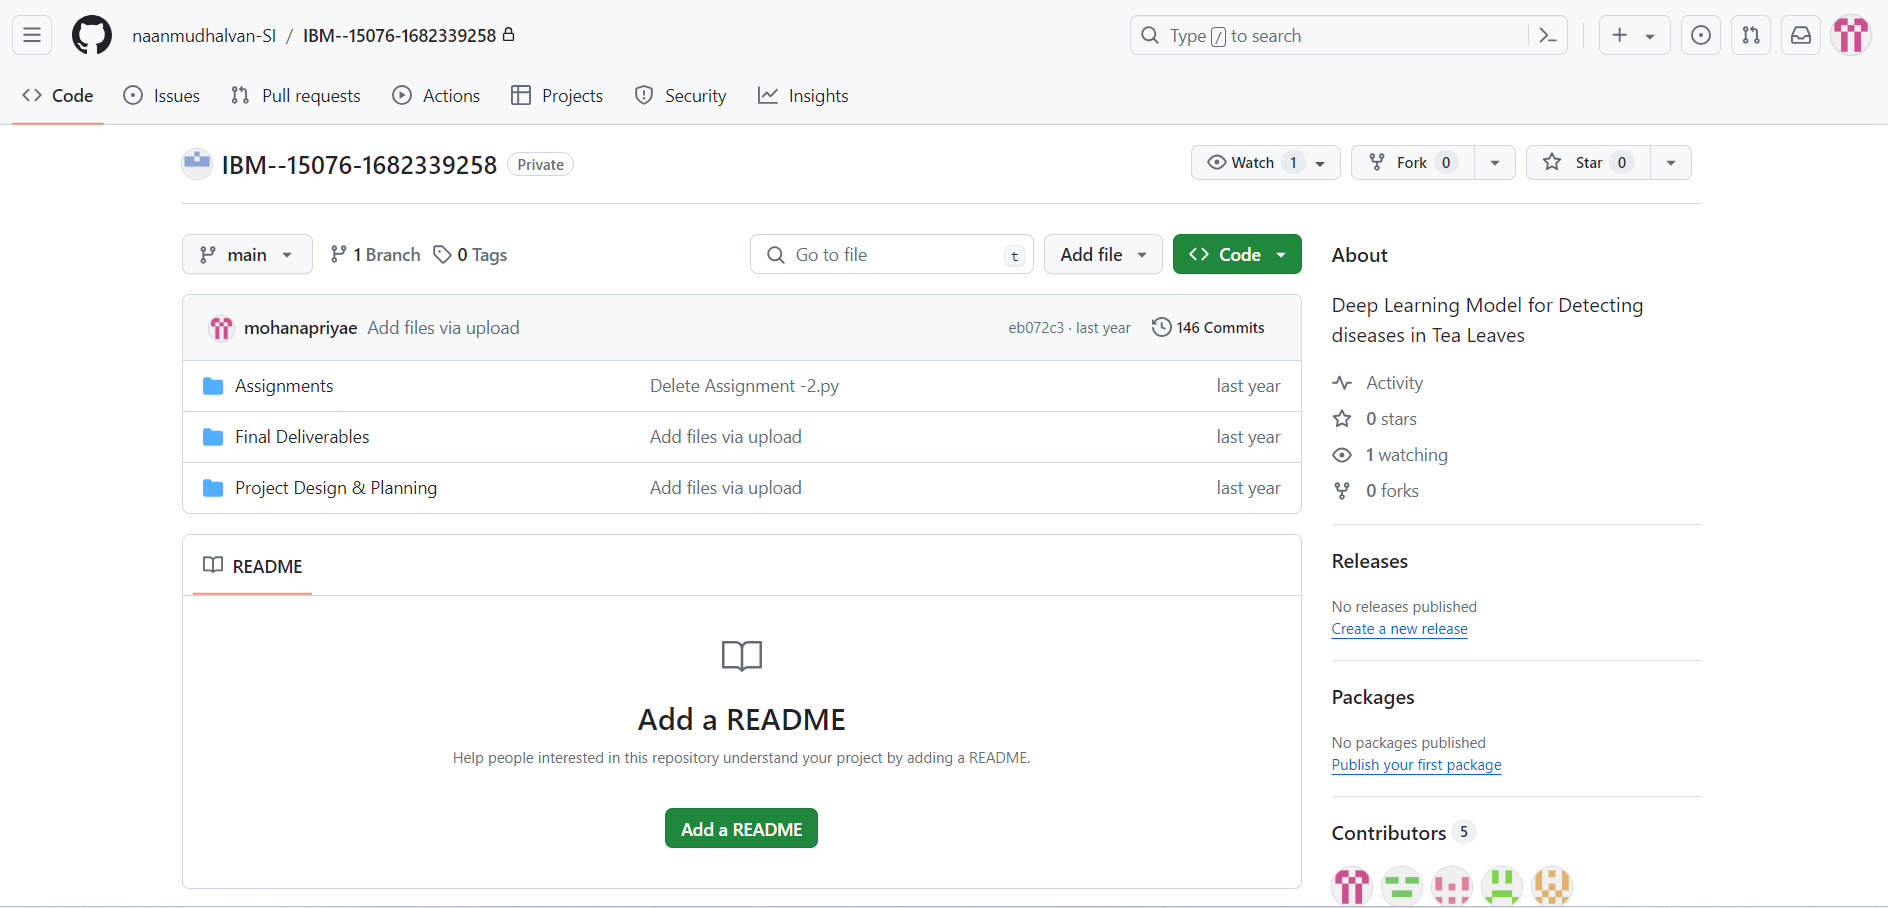 naanmudhalvan-SI / IBM--15076-1682339258
Type / to search
Code
Issues
Pull requests
Actions
Projects
Security
Insights
IBM--15076-1682339258 Private
Watch 1
Fork 0
Star 0
main
1 Branch
0 Tags
Go to file t
Add file
Code
mohanapriyae Add files via upload eb072c3 · last year 146 Commits
Assignments Delete Assignment -2.py last year
Final Deliverables Add files via upload last year
Project Design & Planning Add files via upload last year
README
Add a README
Help people interested in this repository understand your project by adding a README.
Add a README
About
Deep Learning Model for Detecting
diseases in Tea Leaves
Activity
0 stars
1 watching
0 forks
Releases
No releases published
Create a new release
Packages
No packages published
Publish your first package
Contributors 5